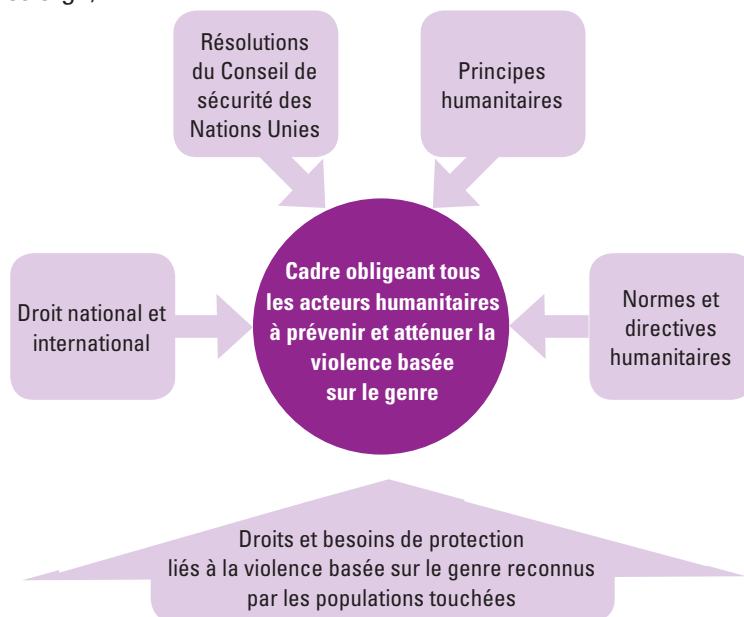 Résolutions
du Conseil de
sécurité des
Nations Unies
Principes
humanitaires
Cadre obligeant tous
les acteurs humanitaires
à prévenir et atténuer la
violence basée
sur le genre
Droit national et
international
Normes et
directives
humanitaires
Droits et besoins de protection
liés à la violence basée sur le genre reconnus
par les populations touchées